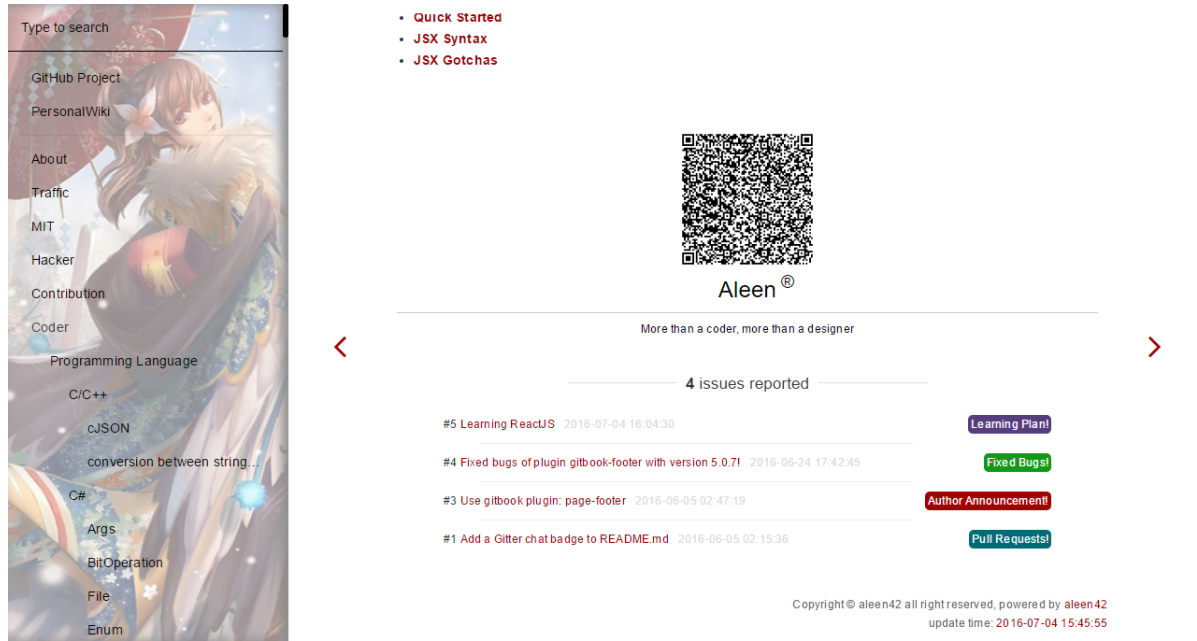 Type to search
GitHub Project
PersonalWiki
About
Traffic
MIT
Hacker
Contribution
Coder
Programming Language
C/C++
cJSON
conversion between string...
C#
Args
BitOperation
File
Enum
Quick Started
JSX Syntax
JSX Gotchas
Aleen ®
More than a coder, more than a designer
4 issues reported
#5 Learning ReactJS 2016-07-04 16:04:30 Learning Plan!
#4 Fixed bugs of plugin gitbook-footer with version 5.0.7! 2016-06-24 17:42:45 Fixed Bugs!
#3 Use gitbook plugin: page-footer 2016-06-05 02:47:19 Author Announcement!
#1 Add a Gitter chat badge to README.md 2016-06-05 02:15:36 Pull Requests!
Copyright © aleen42 all right reserved, powered by aleen42
update time: 2016-07-04 15:45:55